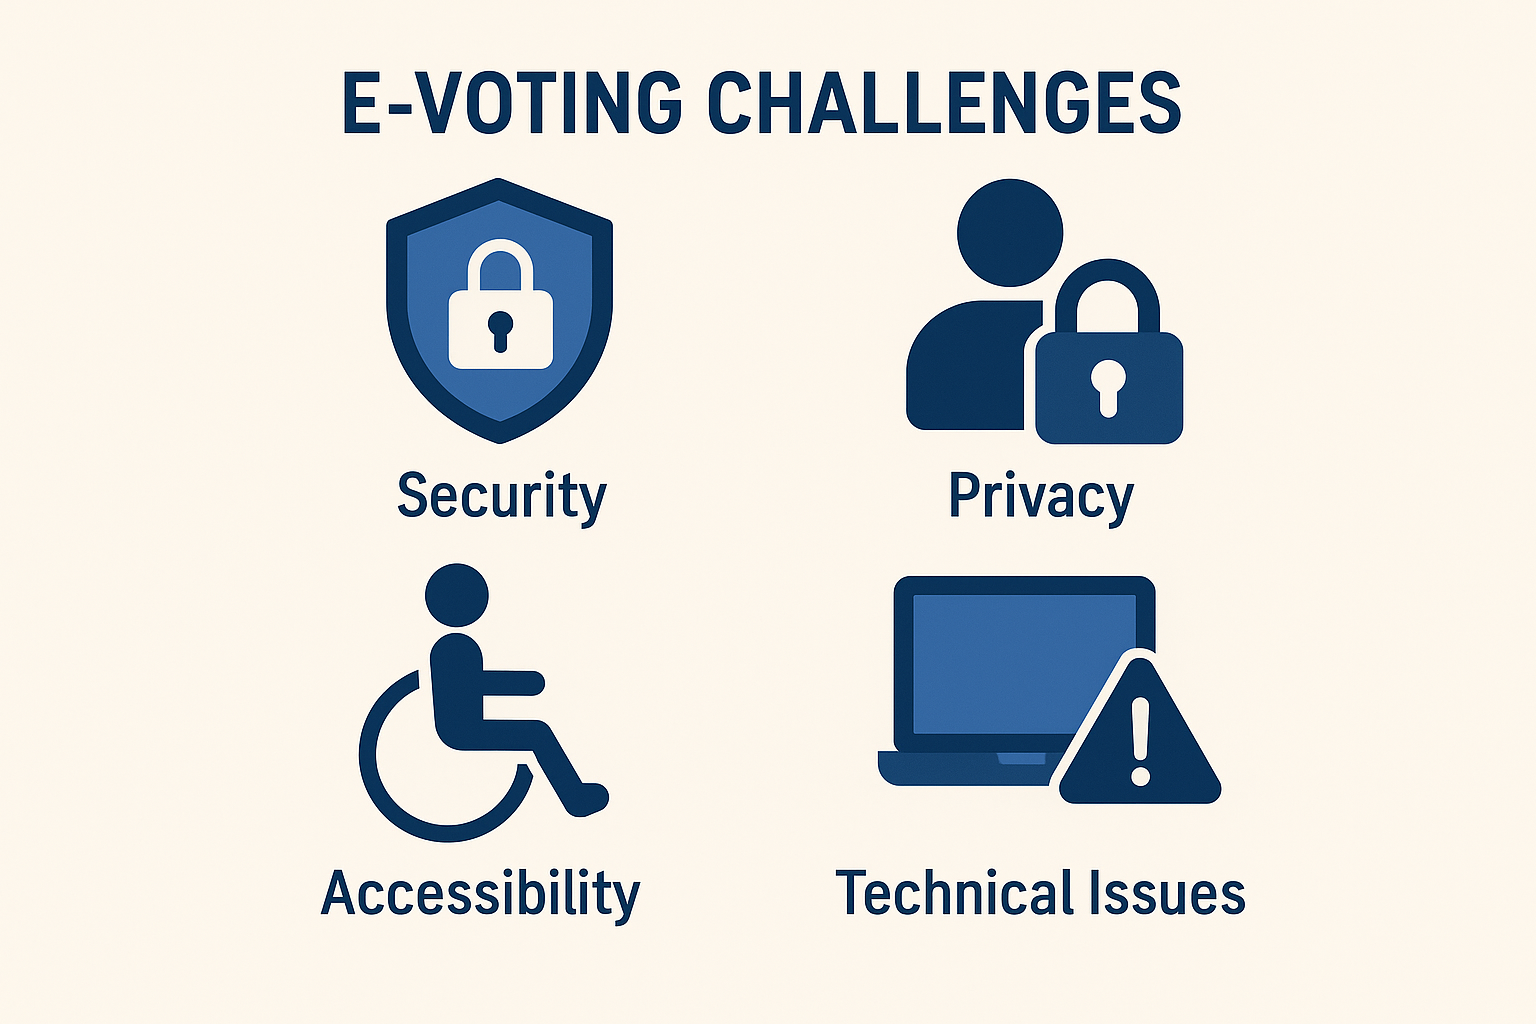 E-VOTING CHALLENGES
Security
Privacy
Accessibility
Technical Issues